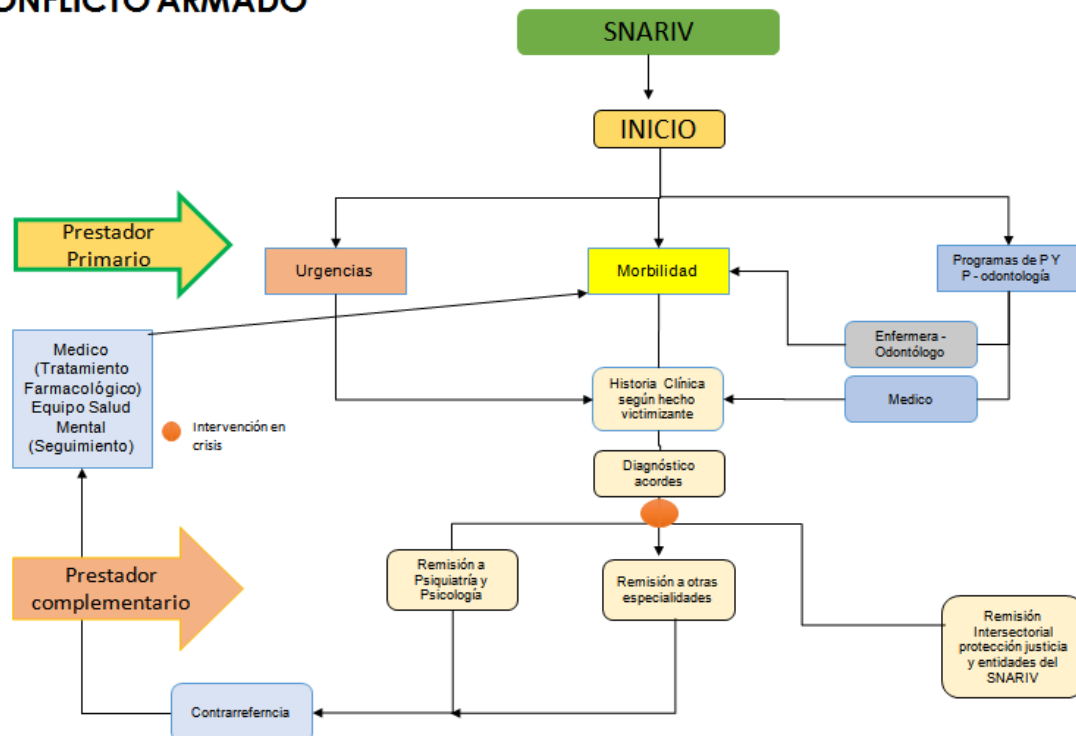 ONFLICTO ARMADO
SNARIV
INICIO
Prestador
Primario
Urgencias
Morbilidad
Programas de P Y
P - odontología
Enfermera -
Odontólogo
Medico
(Tratamiento
Farmacológico)
Equipo Salud
Mental
(Seguimiento)
Intervención en
crisis
Historia Clínica
según hecho
victimizante
Medico
Diagnóstico
acordes
Prestador
complementario
Remisión a
Psiquiatría y
Psicología
Remisión a otras
especialidades
Remisión
Intersectorial
protección justicia
y entidades del
SNARIV
Contrarreferncia